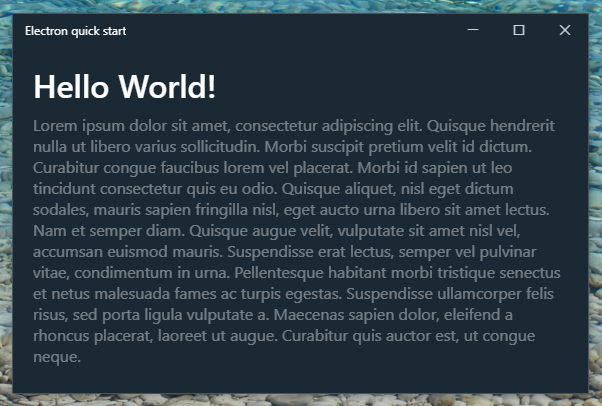 Electron quick start
Hello World!
Lorem ipsum dolor sit amet, consectetur adipiscing elit. Quisque hendrerit
nulla ut libero varius sollicitudin. Morbi suscipit pretium velit id dictum.
Curabitur congue faucibus lorem vel placerat. Morbi id sapien ut leo
tincidunt consectetur quis eu odio. Quisque aliquet, nisl eget dictum
sodales, mauris sapien fringilla nisl, eget aucto urna libero sit amet lectus.
Nam et semper diam. Quisque augue velit, vulputate sit amet nisl vel,
accumsan euismod mauris. Suspendisse erat lectus, semper vel pulvinar
vitae, condimentum in urna. Pellentesque habitant morbi tristique senectus
et netus malesuada fames ac turpis egestas. Suspendisse ullamcorper felis
risus, sed porta ligula vulputate a. Maecenas sapien dolor, eleifend a
rhoncus placerat, laoreet ut augue. Curabitur quis auctor est, ut congue
neque.